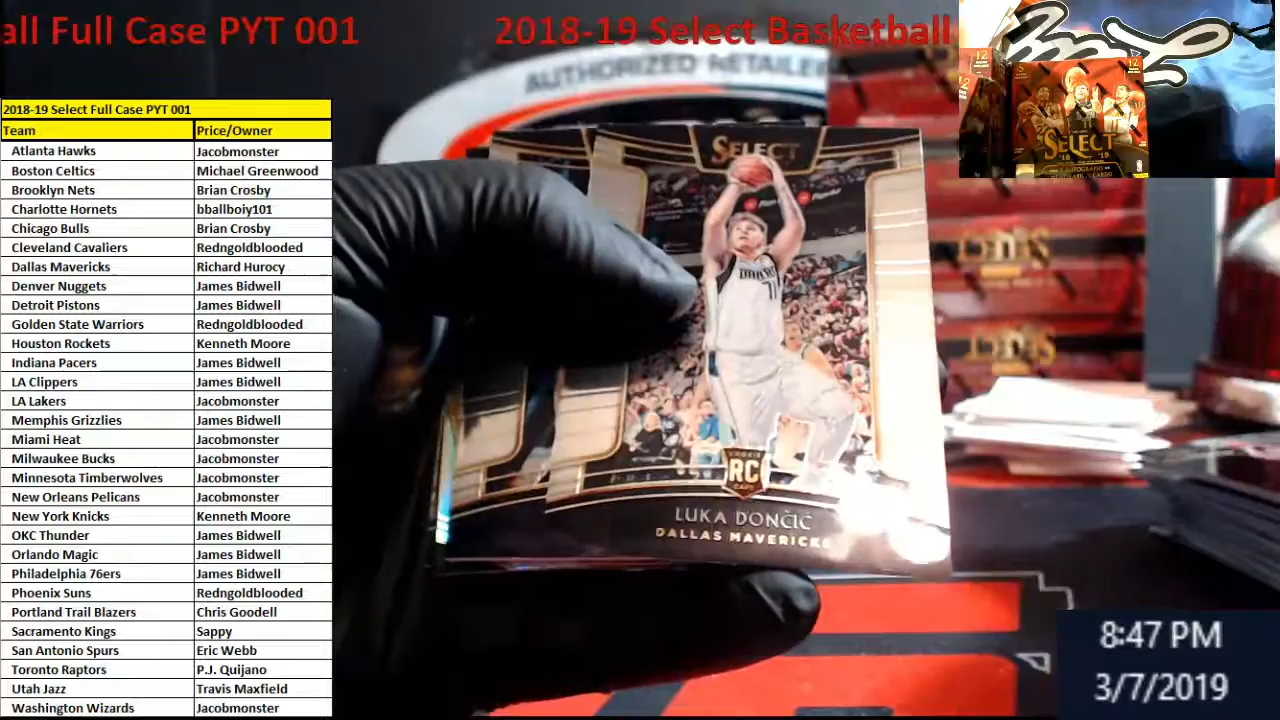 all Full Case PYT 001 2018-19 Select Basketball
AUTHORIZED RETAILER
2018-19 Select Full Case PYT 001
Team Price/Owner
Atlanta Hawks Jacobmonster
Boston Celtics Michael Greenwood
Brooklyn Nets Brian Crosby
Charlotte Hornets bballboiy101
Chicago Bulls Brian Crosby
Cleveland Cavaliers Redngoldblooded
Dallas Mavericks Richard Hurocy
Denver Nuggets James Bidwell
Detroit Pistons James Bidwell
Golden State Warriors Redngoldblooded
Houston Rockets Kenneth Moore
Indiana Pacers James Bidwell
LA Clippers James Bidwell
LA Lakers Jacobmonster
Memphis Grizzlies James Bidwell
Miami Heat Jacobmonster
Milwaukee Bucks Jacobmonster
Minnesota Timberwolves Jacobmonster
New Orleans Pelicans Jacobmonster
New York Knicks Kenneth Moore
OKC Thunder James Bidwell
Orlando Magic James Bidwell
Philadelphia 76ers James Bidwell
Phoenix Suns Redngoldblooded
Portland Trail Blazers Chris Goodell
Sacramento Kings Sappy
San Antonio Spurs Eric Webb
Toronto Raptors P.J. Quijano
Utah Jazz Travis Maxfield
Washington Wizards Jacobmonster
SELECT
RC
LUKA DONČIĆ
DALLAS MAVERICKS
12
SELECT
'18 '19
8:47 PM
3/7/2019